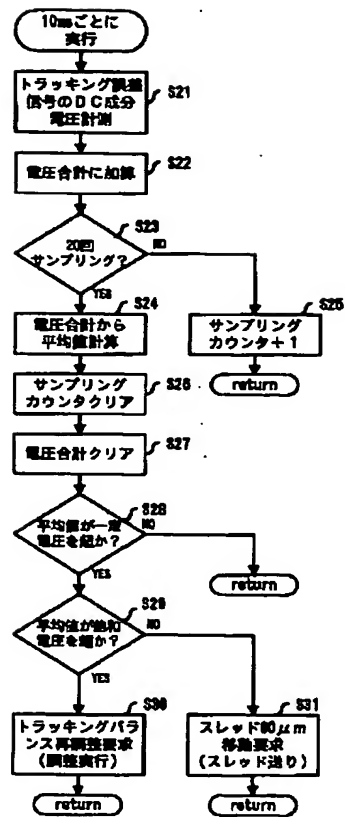 10msごとに
実行
トラッキング誤差
信号のDC成分
電圧計測
S21
電圧合計に加算
S22
20回
サンプリング?
S23
NO
YES
電圧合計から
平均値計算
S24
サンプリング
カウンタ+1
S25
return
サンプリング
カウンタクリア
S26
電圧合計クリア
S27
平均値が一定
電圧を超か?
S28
NO
YES
return
平均値が飽和
電圧を超か?
S29
NO
YES
トラッキングバラ
ンス再調整要求
(調整実行)
S30
スレッド60μm
移動要求
(スレッド送り)
S31
return
return